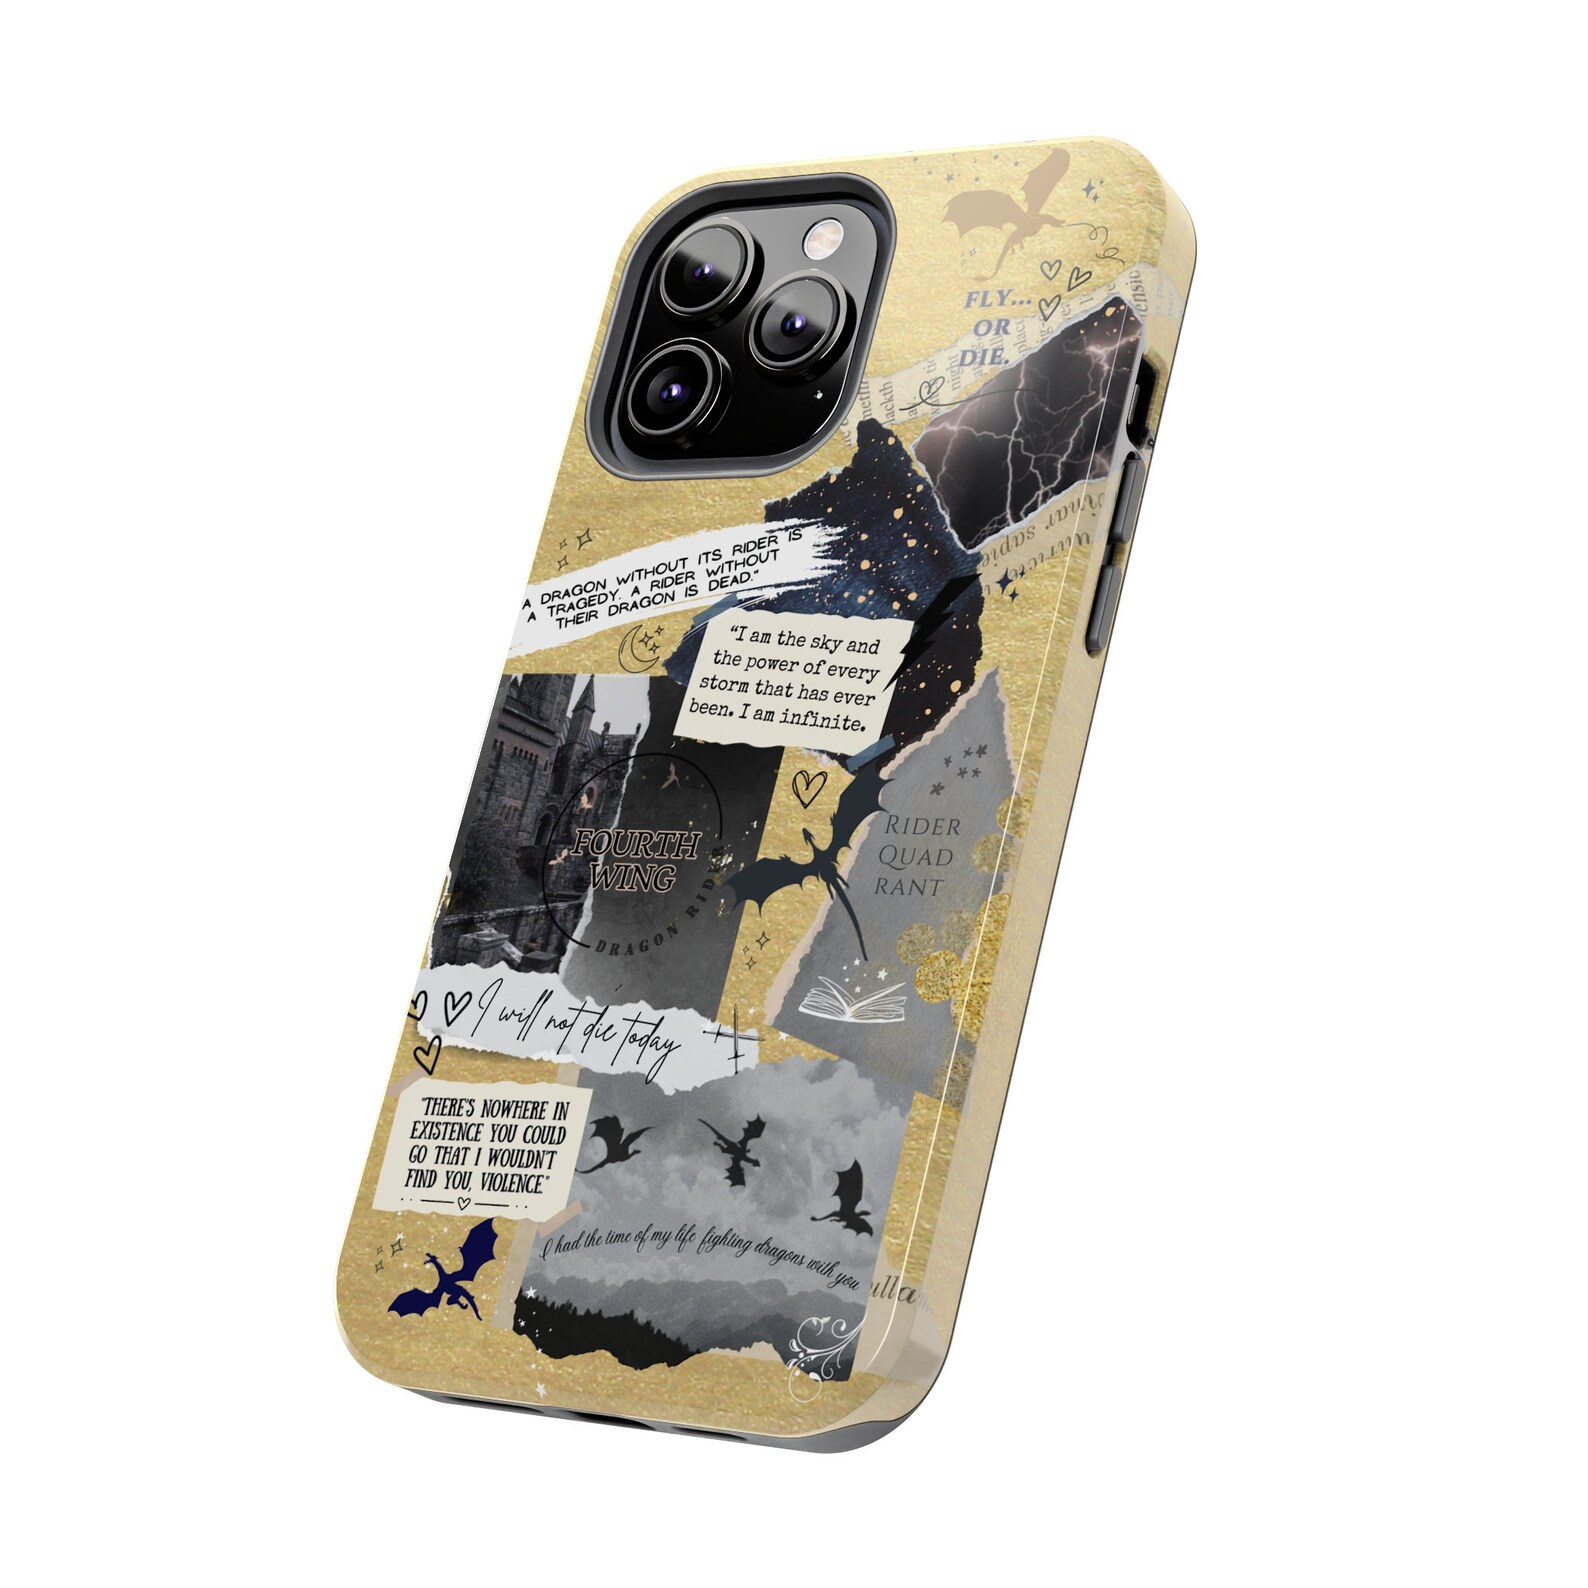 FLY...
OR
DIE.
A DRAGON WITHOUT ITS RIDER IS
A TRAGEDY. A RIDER WITHOUT
THEIR DRAGON IS DEAD."
"I am the sky and
the power of every
storm that has ever
been. I am infinite.
FOURTH
WING
DRAGON RIDER
RIDER
QUAD
RANT
I will not die today
"THERE'S NOWHERE IN
EXISTENCE YOU COULD
GO THAT I WOULDN'T
FIND YOU, VIOLENCE."
I had the time of my life fighting dragons with you